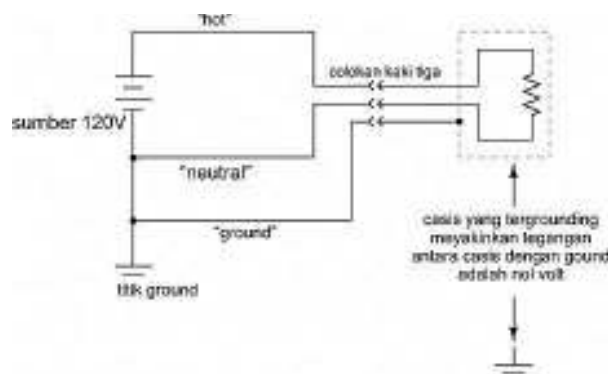 "hot"
colokan kaki tiga
sumber 120V
"neutral"
"ground"
titik ground
casis yang tergrounding
meyakinkan tegangan
antara casis dengan gound
adalah nol volt